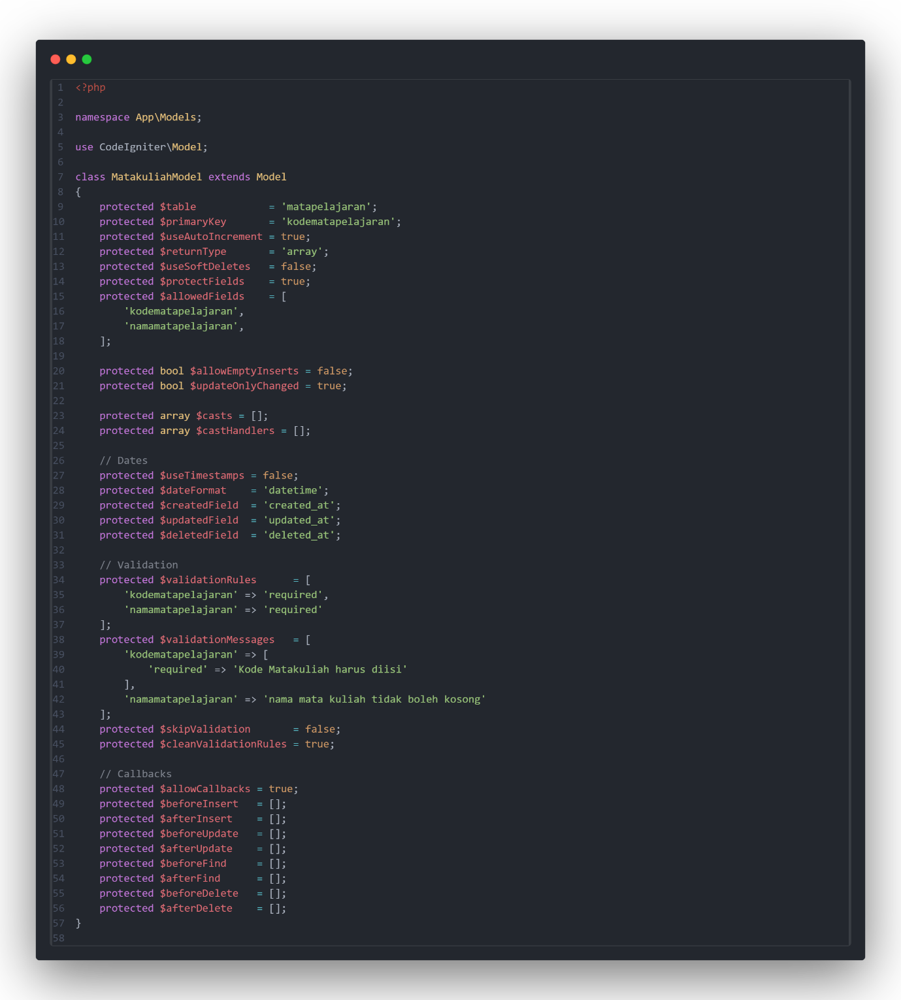 1 <?php
2
3 namespace App\Models;
4
5 use CodeIgniter\Model;
6
7 class MatakuliahModel extends Model
8 {
9     protected $table            = 'matapelajaran';
10     protected $primaryKey       = 'kodematapelajaran';
11     protected $useAutoIncrement = true;
12     protected $returnType       = 'array';
13     protected $useSoftDeletes   = false;
14     protected $protectFields    = true;
15     protected $allowedFields    = [
16         'kodematapelajaran',
17         'namamatapelajaran',
18     ];
19
20     protected bool $allowEmptyInserts = false;
21     protected bool $updateOnlyChanged = true;
22
23     protected array $casts = [];
24     protected array $castHandlers = [];
25
26     // Dates
27     protected $useTimestamps = false;
28     protected $dateFormat    = 'datetime';
29     protected $createdField  = 'created_at';
30     protected $updatedField  = 'updated_at';
31     protected $deletedField  = 'deleted_at';
32
33     // Validation
34     protected $validationRules      = [
35         'kodematapelajaran' => 'required',
36         'namamatapelajaran' => 'required'
37     ];
38     protected $validationMessages   = [
39         'kodematapelajaran' => [
40             'required' => 'Kode Matakuliah harus diisi'
41         ],
42         'namamatapelajaran' => 'nama mata kuliah tidak boleh kosong'
43     ];
44     protected $skipValidation       = false;
45     protected $cleanValidationRules = true;
46
47     // Callbacks
48     protected $allowCallbacks = true;
49     protected $beforeInsert   = [];
50     protected $afterInsert    = [];
51     protected $beforeUpdate   = [];
52     protected $afterUpdate    = [];
53     protected $beforeFind     = [];
54     protected $afterFind      = [];
55     protected $beforeDelete   = [];
56     protected $afterDelete    = [];
57 }
58